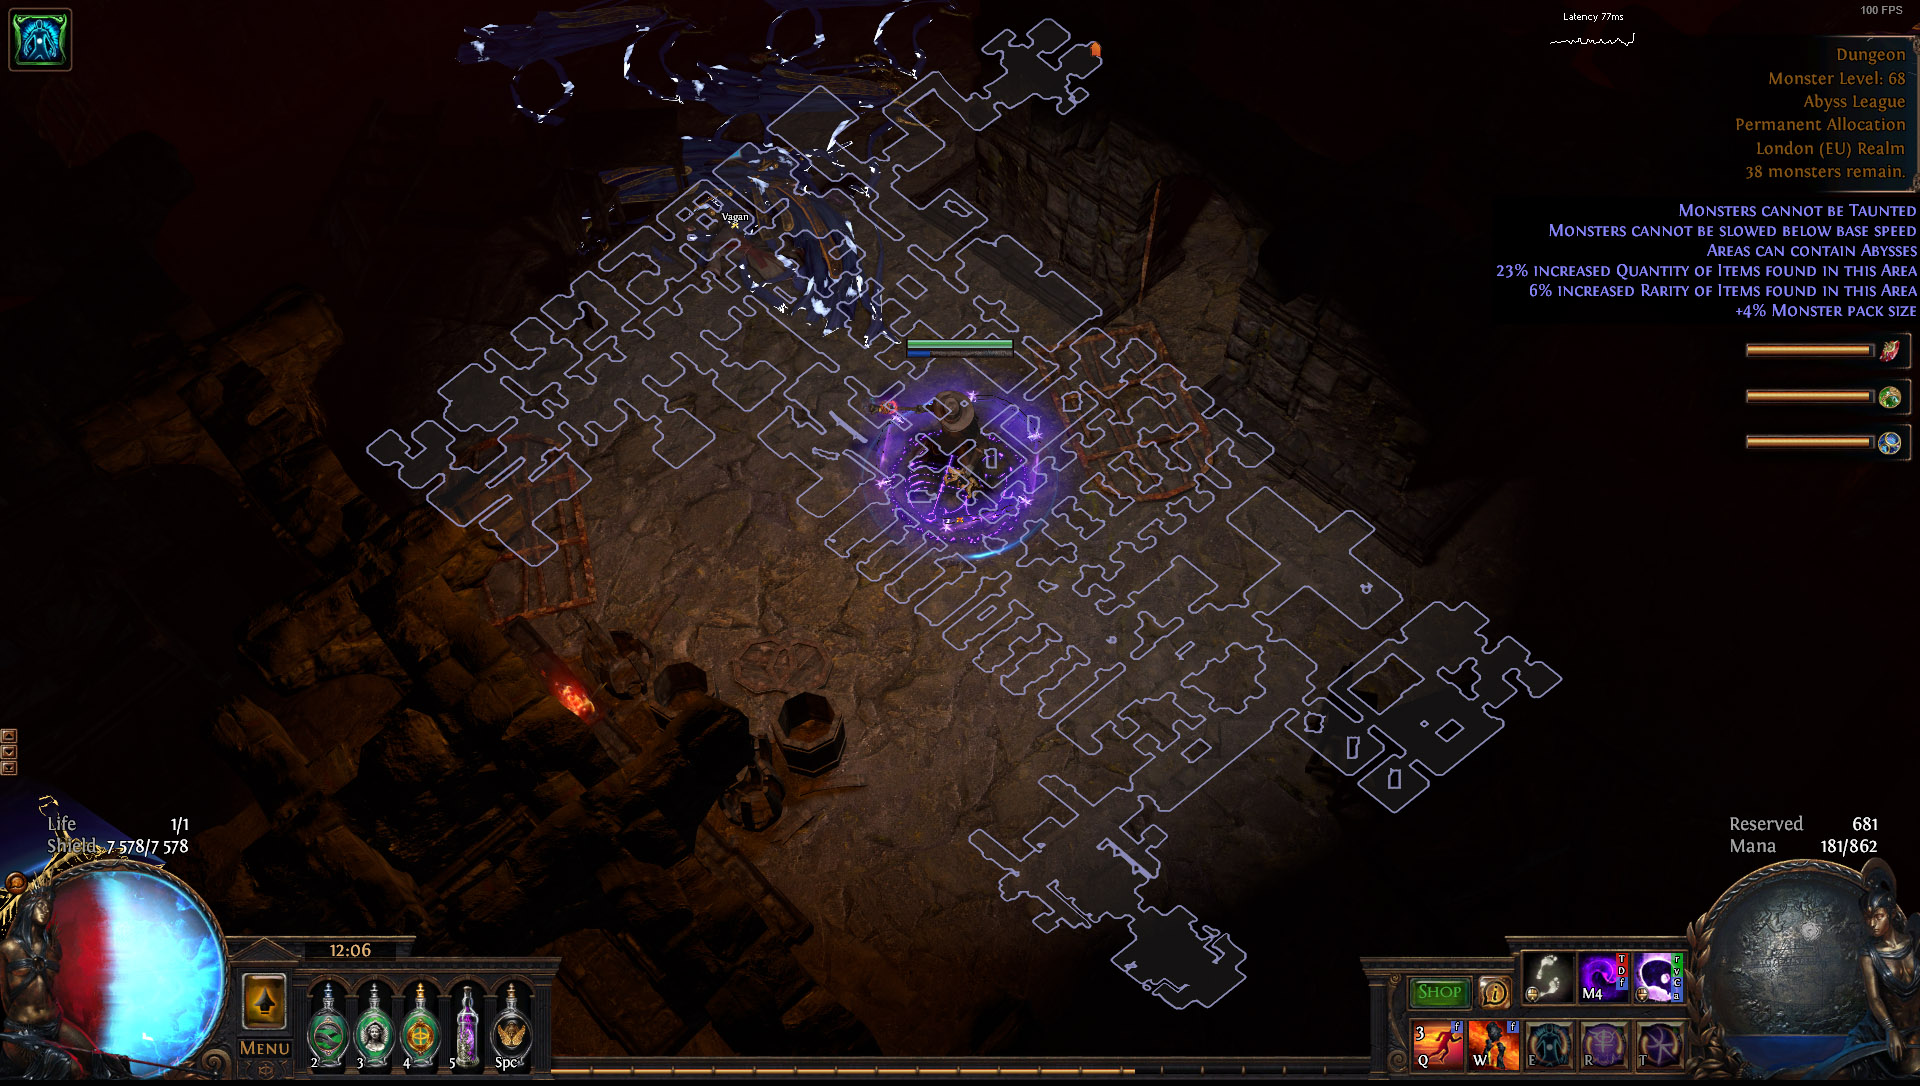 Latency 77ms
100 FPS
Dungeon
Monster Level: 68
Abyss League
Permanent Allocation
London (EU) Realm
38 monsters remain.
Monsters cannot be Taunted
Monsters cannot be slowed below base speed
Areas can contain Abysses
23% increased Quantity of Items found in this Area
6% increased Rarity of Items found in this Area
+4% Monster pack size
Vagan
7
2
Life 1/1
Shield 7 578/7 578
Reserved 681
Mana 181/862
12:06
Menu
2 3 4 5 Spc
Shop
M4
T
D
f
r
v
C
a
3
f
f
Q W E R T